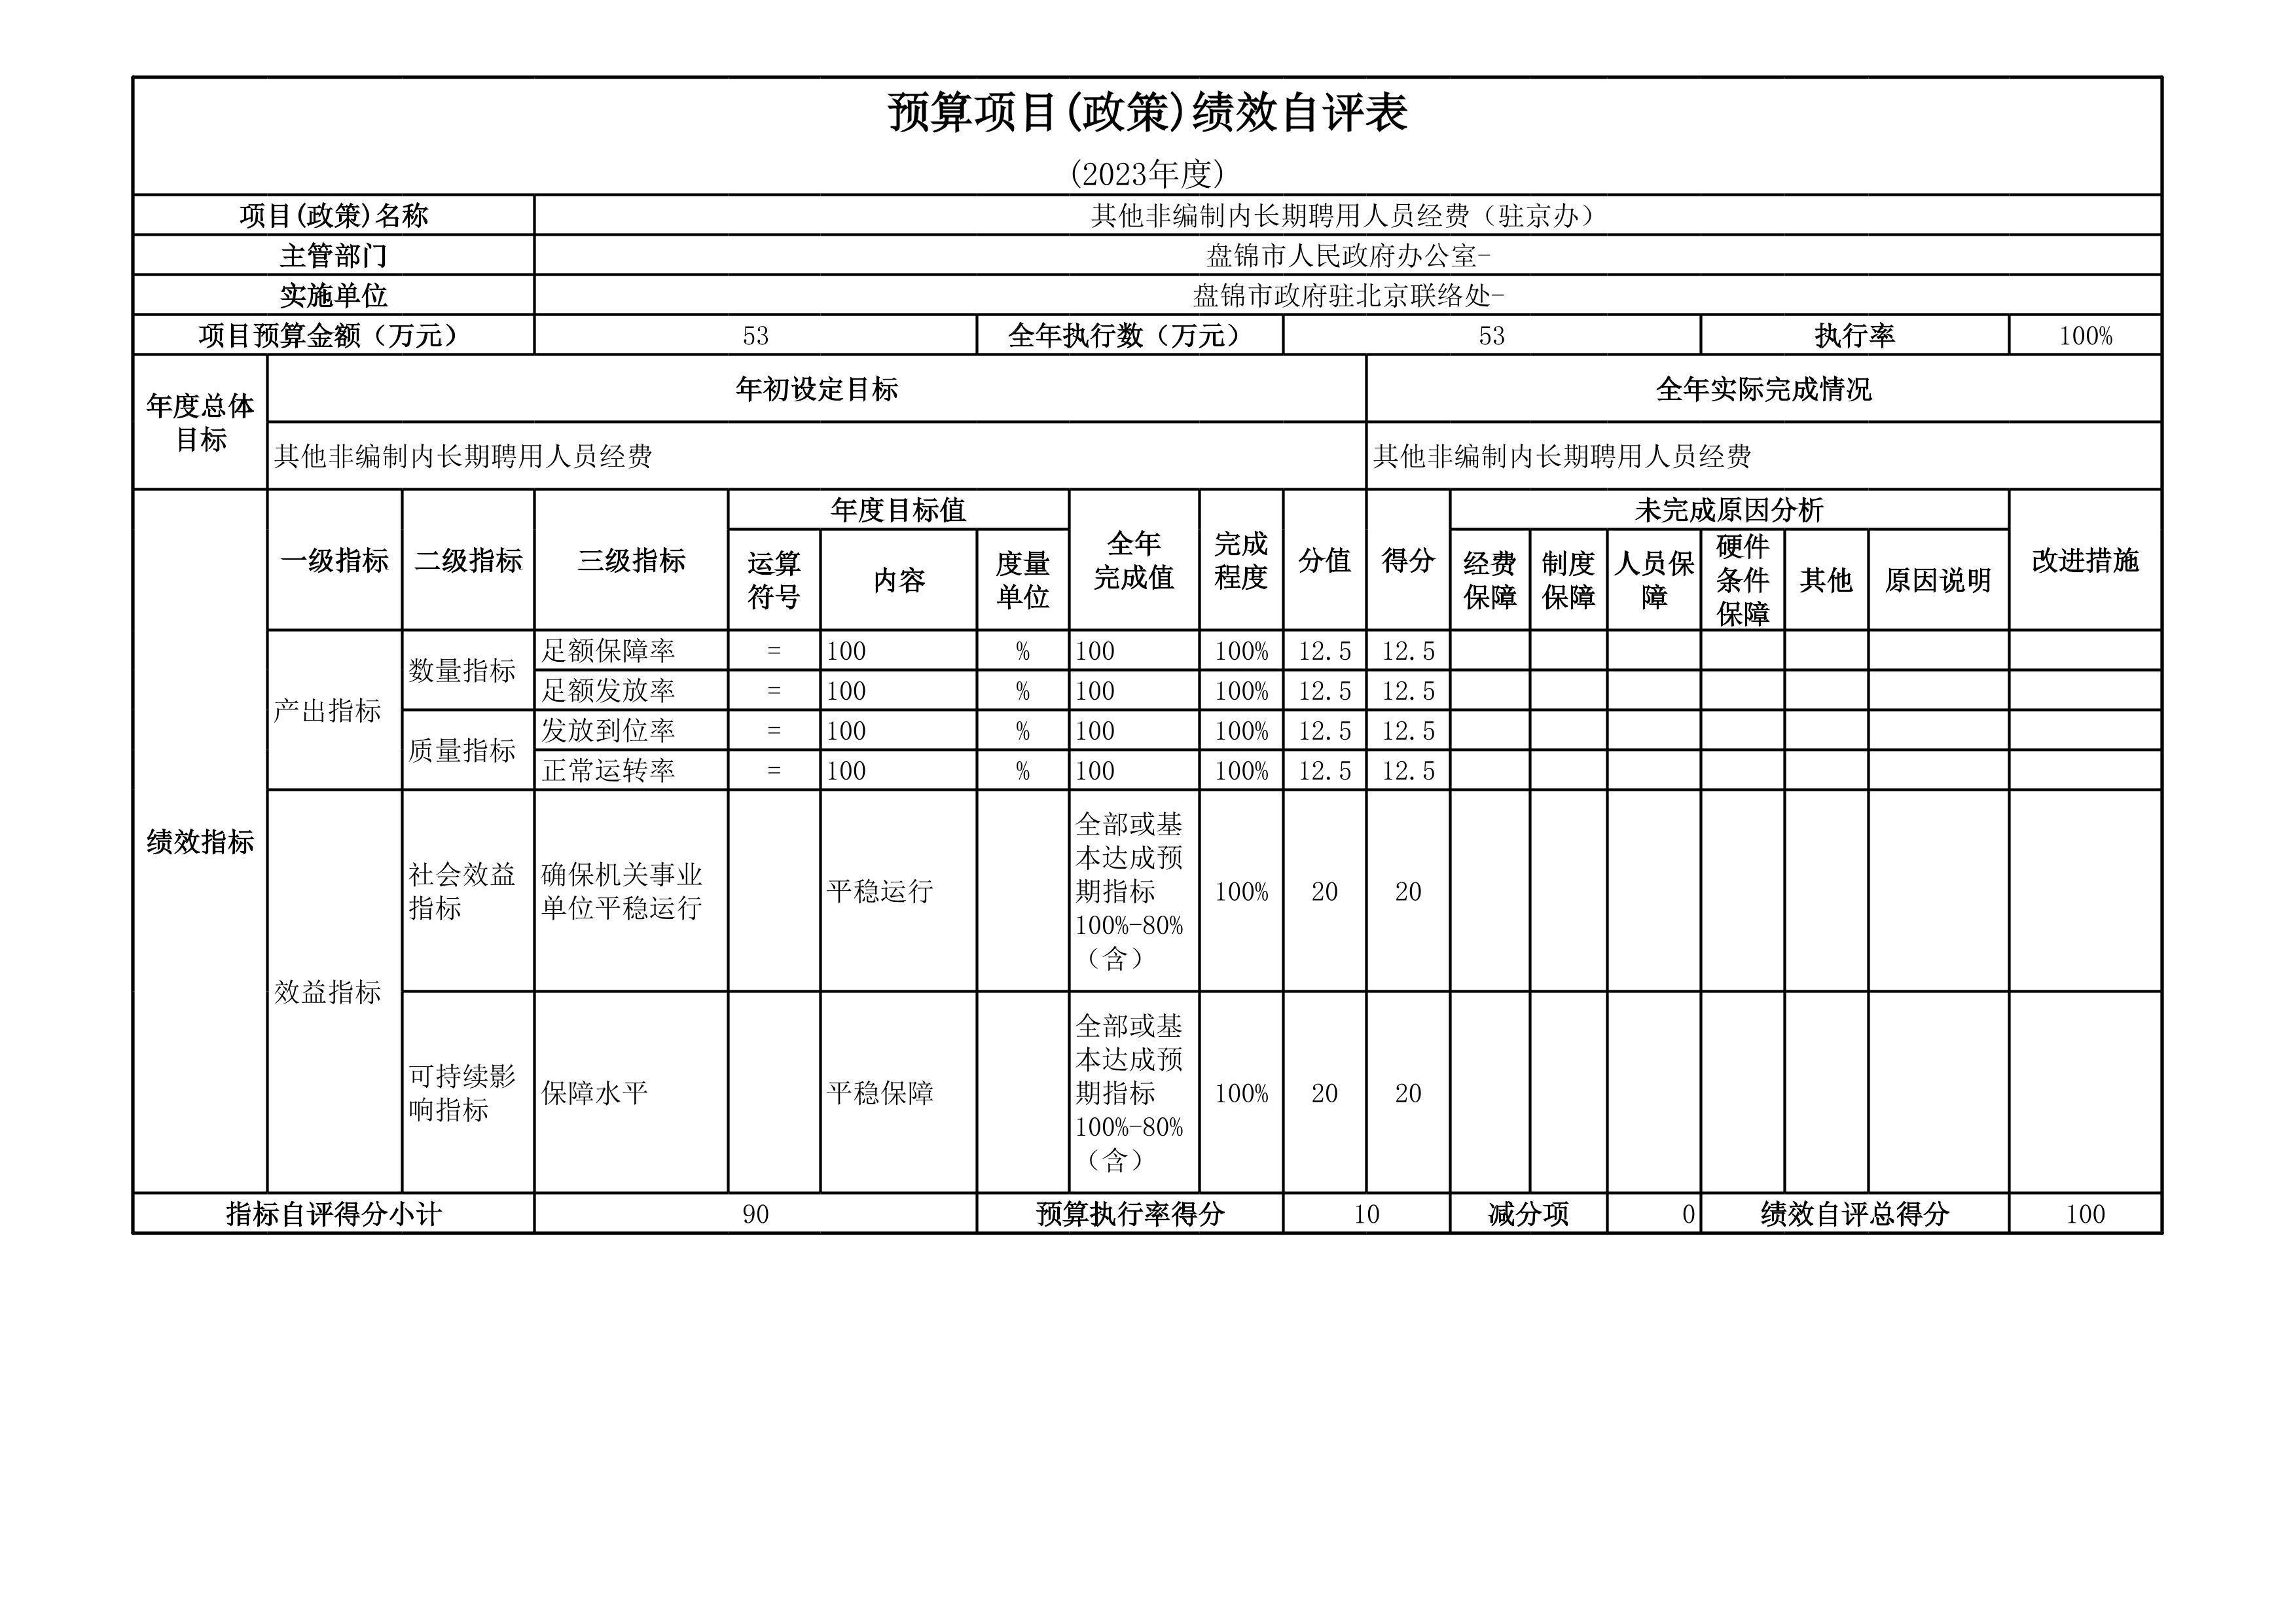 预算项目(政策)绩效自评表
(2023年度)
项目(政策)名称 其他非编制内长期聘用人员经费（驻京办）
主管部门 盘锦市人民政府办公室-
实施单位 盘锦市政府驻北京联络处-
项目预算金额（万元） 53 全年执行数（万元） 53 执行率 100%
年度总体
目标
年初设定目标 全年实际完成情况
其他非编制内长期聘用人员经费 其他非编制内长期聘用人员经费
绩效指标
一级指标 二级指标 三级指标
年度目标值
运算
符号
内容
度量
单位
全年
完成值
完成
程度
分值 得分
未完成原因分析
经费
保障
制度
保障
人员保
障
硬件
条件
保障
其他 原因说明
改进措施
产出指标
数量指标
足额保障率 = 100 % 100 100% 12.5 12.5
足额发放率 = 100 % 100 100% 12.5 12.5
质量指标
发放到位率 = 100 % 100 100% 12.5 12.5
正常运转率 = 100 % 100 100% 12.5 12.5
效益指标
社会效益
指标
确保机关事业
单位平稳运行
平稳运行
全部或基
本达成预
期指标
100%-80%
（含）
100% 20 20
可持续影
响指标
保障水平
平稳保障
全部或基
本达成预
期指标
100%-80%
（含）
100% 20 20
指标自评得分小计 90 预算执行率得分 10 减分项 0 绩效自评总得分 100